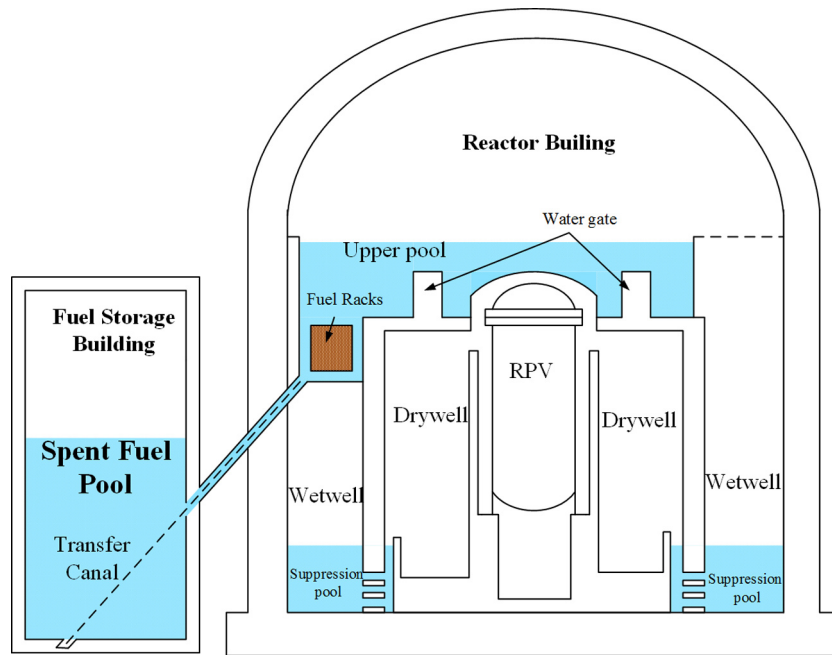 Reactor Builing
Water gate
Upper pool
Fuel Racks
Fuel Storage
Building
RPV
Drywell
Drywell
Spent Fuel
Pool
Wetwell
Wetwell
Transfer
Canal
Suppression
pool
Suppression
pool